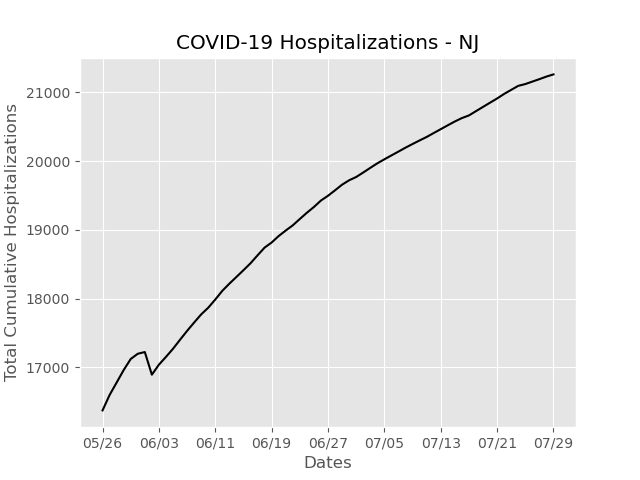 COVID-19 Hospitalizations - NJ
Total Cumulative Hospitalizations
21000
20000
19000
18000
17000
05/26 06/03 06/11 06/19 06/27 07/05 07/13 07/21 07/29
Dates